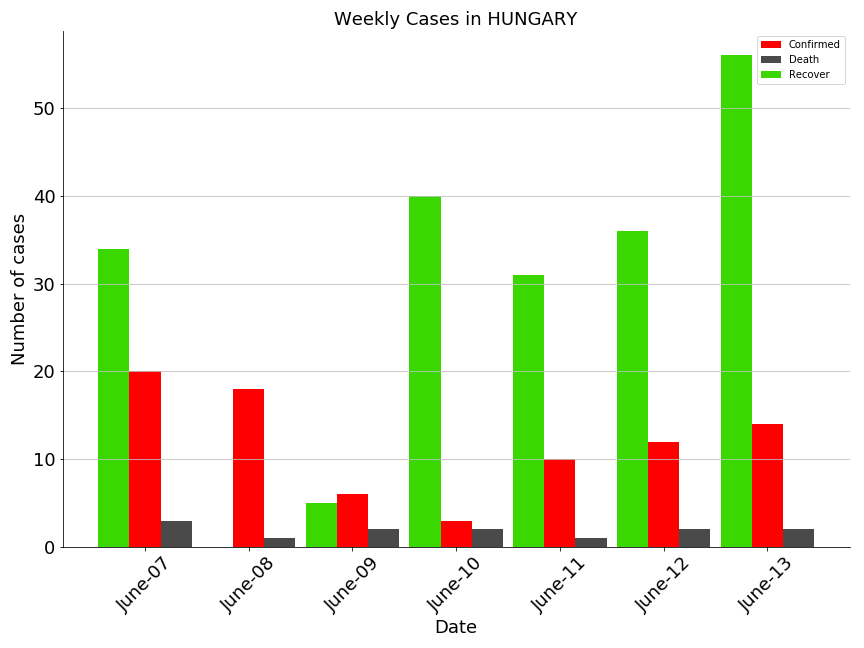 Weekly Cases in HUNGARY
Confirmed
Death
Recover
Number of cases
50
40
30
20
10
0
June-07
June-08
June-09
June-10
June-11
June-12
June-13
Date